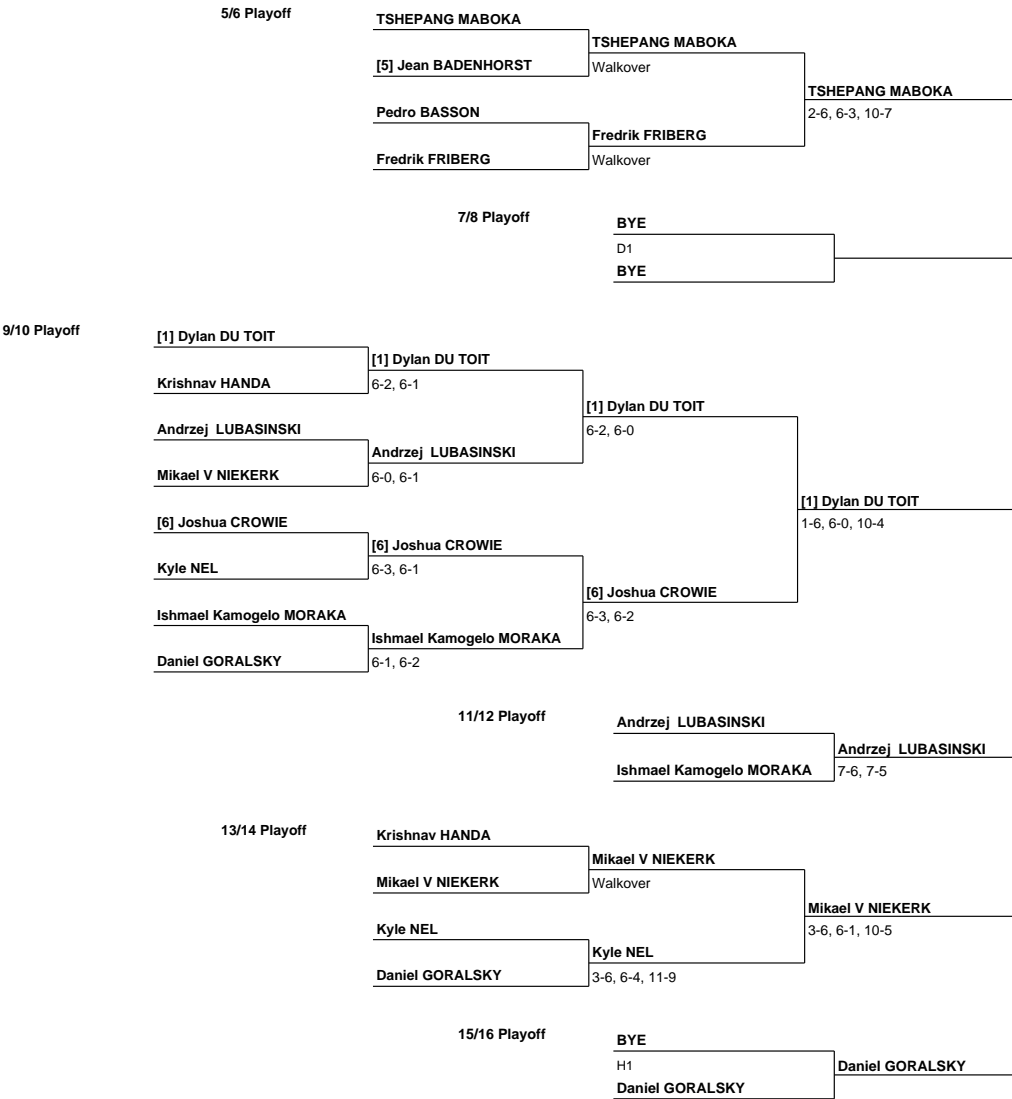 5/6 Playoff
TSHEPANG MABOKA
TSHEPANG MABOKA
[5] Jean BADENHORST
Walkover
TSHEPANG MABOKA
Pedro BASSON
2-6, 6-3, 10-7
Fredrik FRIBERG
Fredrik FRIBERG
Walkover
7/8 Playoff
BYE
D1
BYE
9/10 Playoff
[1] Dylan DU TOIT
[1] Dylan DU TOIT
Krishnav HANDA
6-2, 6-1
[1] Dylan DU TOIT
Andrzej LUBASINSKI
6-2, 6-0
Andrzej LUBASINSKI
Mikael V NIEKERK
6-0, 6-1
[1] Dylan DU TOIT
[6] Joshua CROWIE
1-6, 6-0, 10-4
[6] Joshua CROWIE
Kyle NEL
6-3, 6-1
[6] Joshua CROWIE
Ishmael Kamogelo MORAKA
6-3, 6-2
Ishmael Kamogelo MORAKA
Daniel GORALSKY
6-1, 6-2
11/12 Playoff
Andrzej LUBASINSKI
Andrzej LUBASINSKI
Ishmael Kamogelo MORAKA
7-6, 7-5
13/14 Playoff
Krishnav HANDA
Mikael V NIEKERK
Mikael V NIEKERK
Walkover
Mikael V NIEKERK
Kyle NEL
3-6, 6-1, 10-5
Kyle NEL
Daniel GORALSKY
3-6, 6-4, 11-9
15/16 Playoff
BYE
H1
Daniel GORALSKY
Daniel GORALSKY